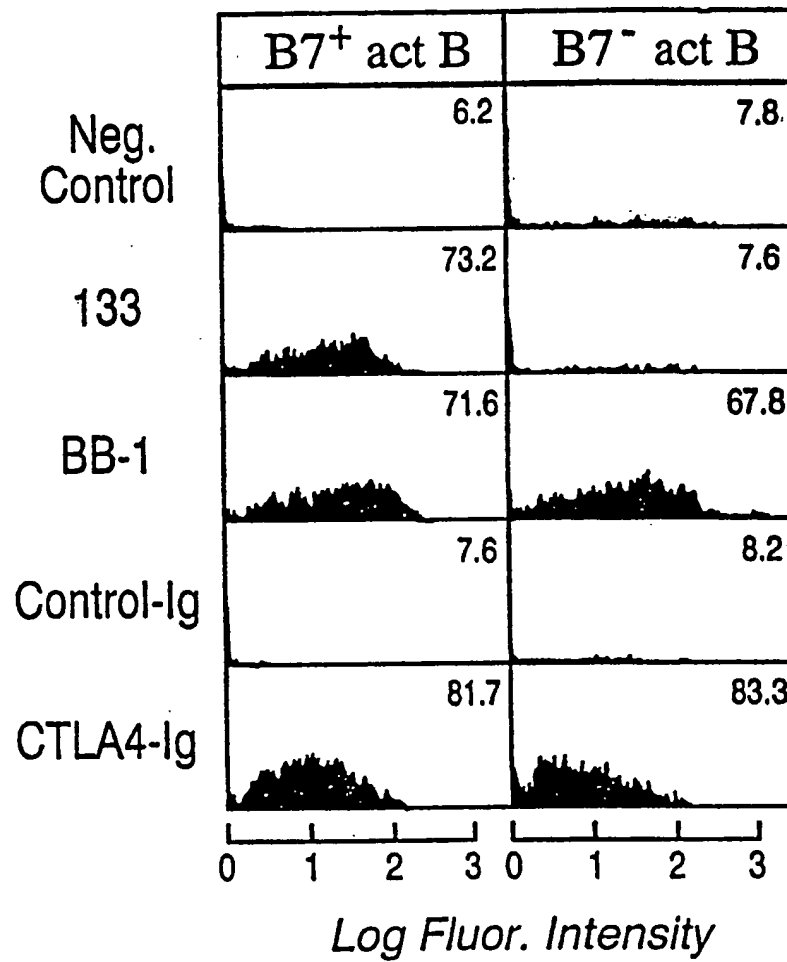 B7⁺ act B B7⁻ act B
Neg. Control 6.2 7.8
133 73.2 7.6
BB-1 71.6 67.8
Control-Ig 7.6 8.2
CTLA4-Ig 81.7 83.3
0 1 2 3 0 1 2 3
Log Fluor. Intensity